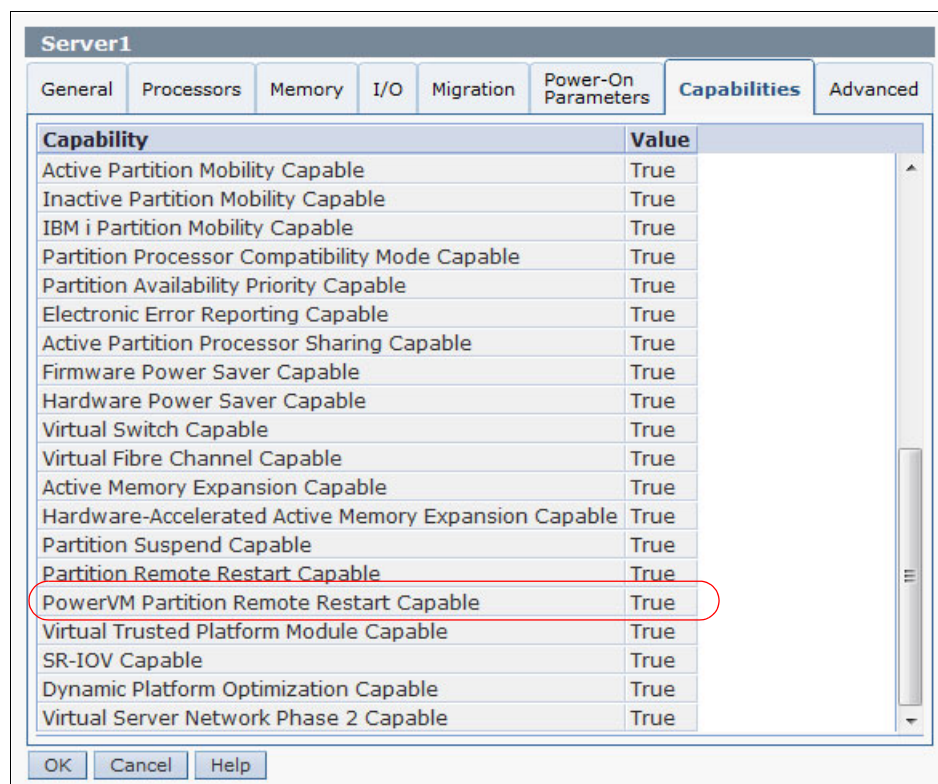 Server1
General Processors Memory I/O Migration Power-On Parameters Capabilities Advanced
Capability Value
Active Partition Mobility Capable True
Inactive Partition Mobility Capable True
IBM i Partition Mobility Capable True
Partition Processor Compatibility Mode Capable True
Partition Availability Priority Capable True
Electronic Error Reporting Capable True
Active Partition Processor Sharing Capable True
Firmware Power Saver Capable True
Hardware Power Saver Capable True
Virtual Switch Capable True
Virtual Fibre Channel Capable True
Active Memory Expansion Capable True
Hardware-Accelerated Active Memory Expansion Capable True
Partition Suspend Capable True
Partition Remote Restart Capable True
PowerVM Partition Remote Restart Capable True
Virtual Trusted Platform Module Capable True
SR-IOV Capable True
Dynamic Platform Optimization Capable True
Virtual Server Network Phase 2 Capable True
OK Cancel Help